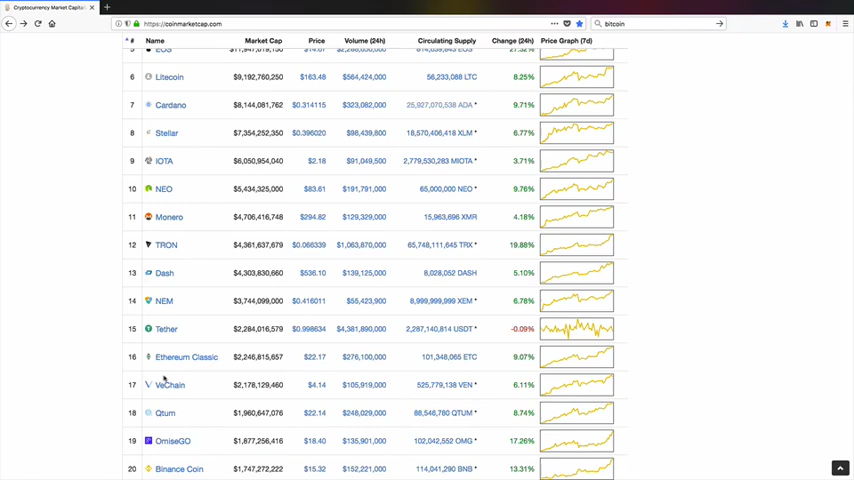 Cryptocurrency Market Capital
https://coinmarketcap.com
bitcoin
# Name Market Cap Price Volume (24h) Circulating Supply Change (24h) Price Graph (7d)
6 Litecoin $9,192,760,250 $163.48 $564,424,000 56,233,088 LTC 8.25%
7 Cardano $8,144,081,762 $0.314115 $323,082,000 25,927,070,538 ADA * 9.71%
8 Stellar $7,354,252,350 $0.396020 $98,439,800 18,570,406,418 XLM * 6.77%
9 IOTA $6,050,954,040 $2.18 $91,049,500 2,779,530,283 MIOTA * 3.71%
10 NEO $5,434,325,000 $83.61 $191,791,000 65,000,000 NEO * 9.76%
11 Monero $4,706,416,748 $294.82 $129,329,000 15,963,696 XMR 4.18%
12 TRON $4,361,637,679 $0.066339 $1,063,870,000 65,748,111,645 TRX * 19.88%
13 Dash $4,303,830,660 $536.10 $139,125,000 8,028,052 DASH 5.10%
14 NEM $3,744,099,000 $0.416011 $55,423,900 8,999,999,999 XEM * 6.78%
15 Tether $2,284,016,579 $0.998634 $4,381,890,000 2,287,140,814 USDT * -0.09%
16 Ethereum Classic $2,246,815,657 $22.17 $276,100,000 101,348,065 ETC 9.07%
17 VeChain $2,178,129,460 $4.14 $105,919,000 525,779,138 VEN * 6.11%
18 Qtum $1,960,647,076 $22.14 $248,029,000 88,546,780 QTUM * 8.74%
19 OmiseGO $1,877,256,416 $18.40 $135,901,000 102,042,552 OMG * 17.26%
20 Binance Coin $1,747,272,222 $15.32 $152,221,000 114,041,290 BNB * 13.31%